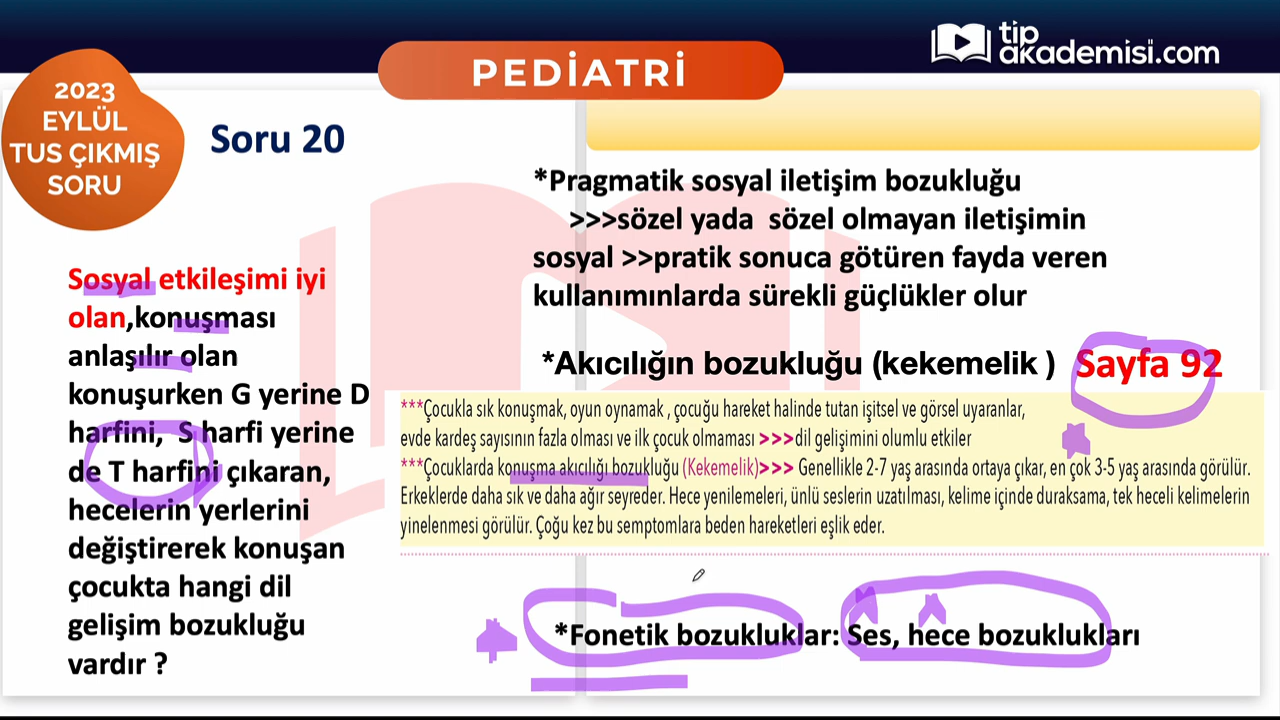 tıp
akademisi.com
PEDİATRİ
2023
EYLÜL
TUS ÇIKMIŞ
SORU
Soru 20
Sosyal etkileşimi iyi
olan,konuşması
anlaşılır olan
konuşurken G yerine D
harfini, S harfi yerine
de T harfini çıkaran,
hecelerin yerlerini
değiştirerek konuşan
çocukta hangi dil
gelişim bozukluğu
vardır ?
*Pragmatik sosyal iletişim bozukluğu
>>>sözel yada sözel olmayan iletişimin
sosyal >>pratik sonuca götüren fayda veren
kullanımınlarda sürekli güçlükler olur
*Akıcılığın bozukluğu (kekemelik ) Sayfa 92
***Çocukla sık konuşmak, oyun oynamak , çocuğu hareket halinde tutan işitsel ve görsel uyaranlar,
evde kardeş sayısının fazla olması ve ilk çocuk olmaması >>>dil gelişimini olumlu etkiler
***Çocuklarda konuşma akıcılığı bozukluğu (Kekemelik)>>> Genellikle 2-7 yaş arasında ortaya çıkar, en çok 3-5 yaş arasında görülür.
Erkeklerde daha sık ve daha ağır seyreder. Hece yenilemeleri, ünlü seslerin uzatılması, kelime içinde duraksama, tek heceli kelimelerin
yinelenmesi görülür. Çoğu kez bu semptomlara beden hareketleri eşlik eder.
*Fonetik bozukluklar: Ses, hece bozuklukları